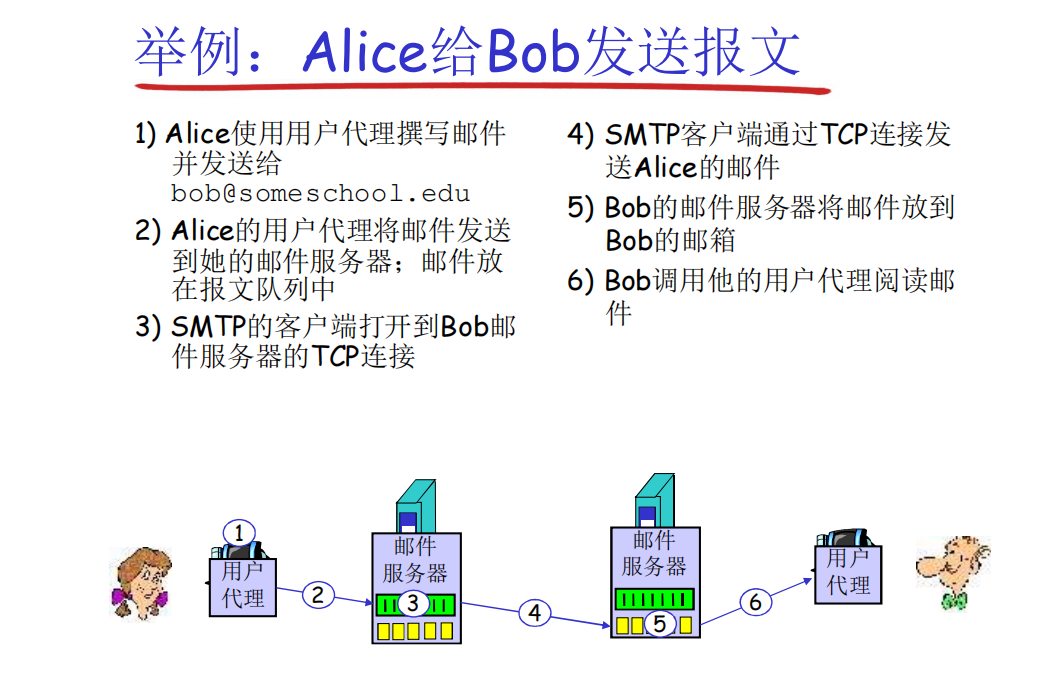 举例：Alice给Bob发送报文
1) Alice使用用户代理撰写邮件
并发送给
bob@someschool.edu
2) Alice的用户代理将邮件发送
到她的邮件服务器；邮件放
在报文队列中
3) SMTP的客户端打开到Bob邮
件服务器的TCP连接
4) SMTP客户端通过TCP连接发
送Alice的邮件
5) Bob的邮件服务器将邮件放到
Bob的邮箱
6) Bob调用他的用户代理阅读邮
件
1
用户
代理
2
邮件
服务器
3
4
邮件
服务器
5
6
用户
代理